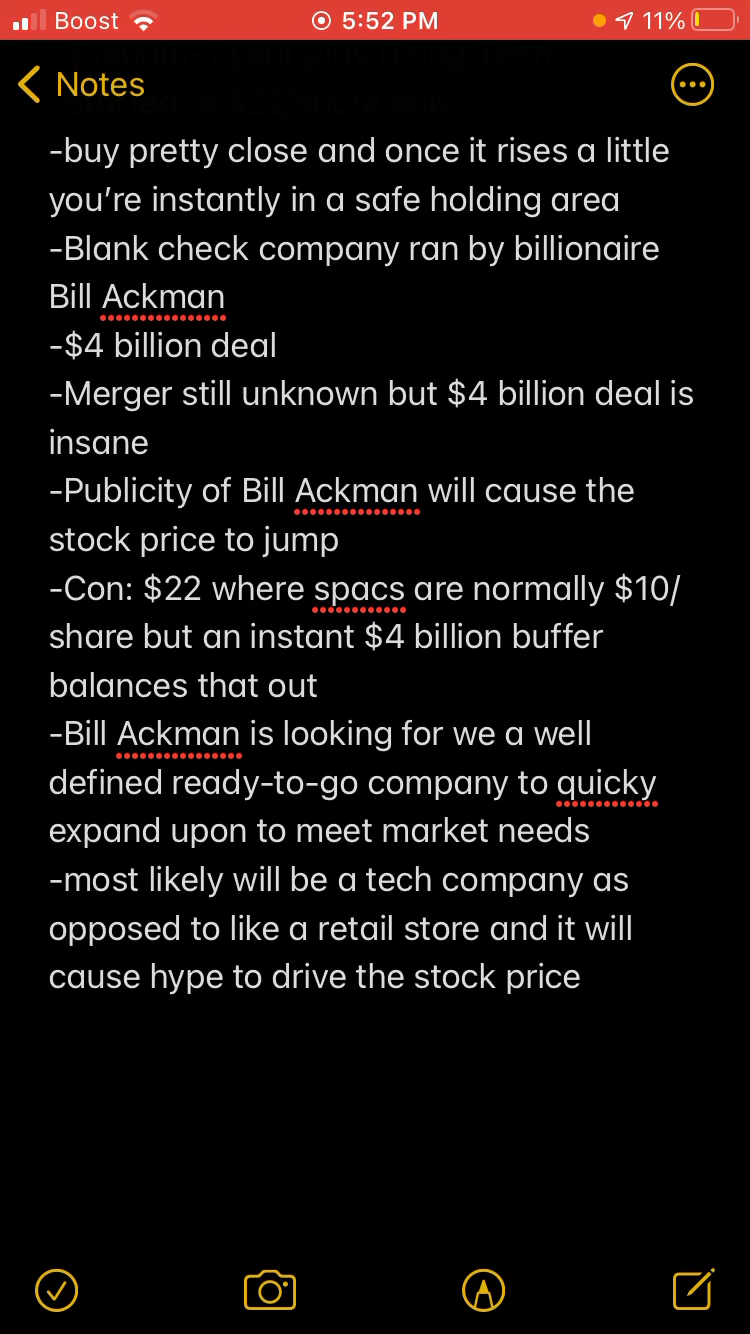 Boost 5:52 PM 11%
Notes
-buy pretty close and once it rises a little
you’re instantly in a safe holding area
-Blank check company ran by billionaire
Bill Ackman
-$4 billion deal
-Merger still unknown but $4 billion deal is
insane
-Publicity of Bill Ackman will cause the
stock price to jump
-Con: $22 where spacs are normally $10/
share but an instant $4 billion buffer
balances that out
-Bill Ackman is looking for we a well
defined ready-to-go company to quicky
expand upon to meet market needs
-most likely will be a tech company as
opposed to like a retail store and it will
cause hype to drive the stock price